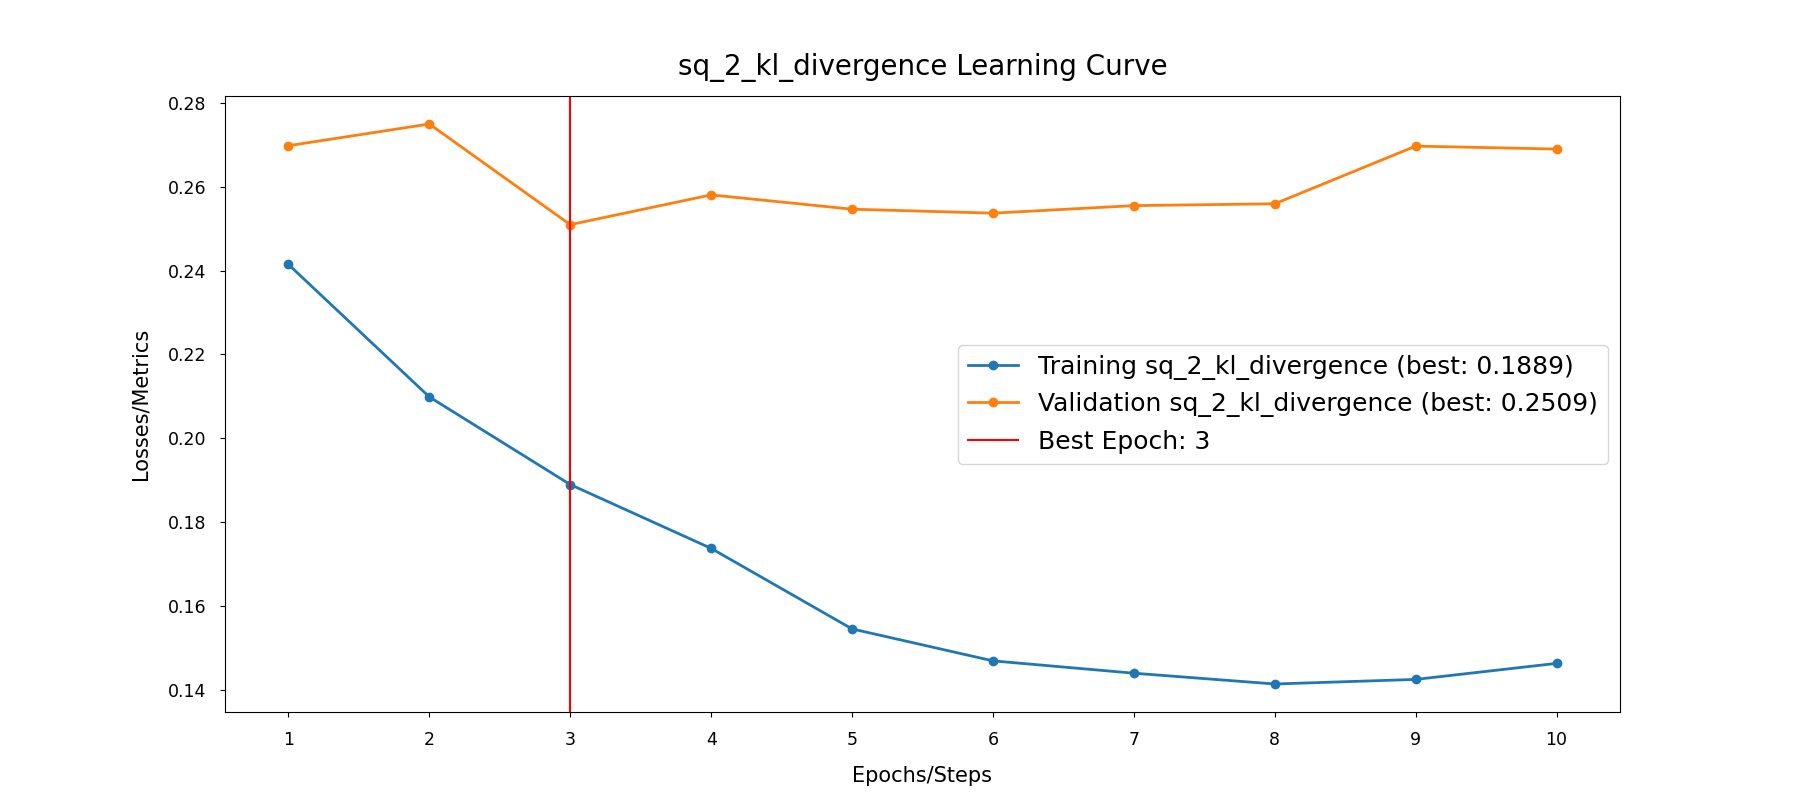 sq_2_kl_divergence Learning Curve
Losses/Metrics
0.28
0.26
0.24
0.22
0.20
0.18
0.16
0.14
Training sq_2_kl_divergence (best: 0.1889)
Validation sq_2_kl_divergence (best: 0.2509)
Best Epoch: 3
1 2 3 4 5 6 7 8 9 10
Epochs/Steps